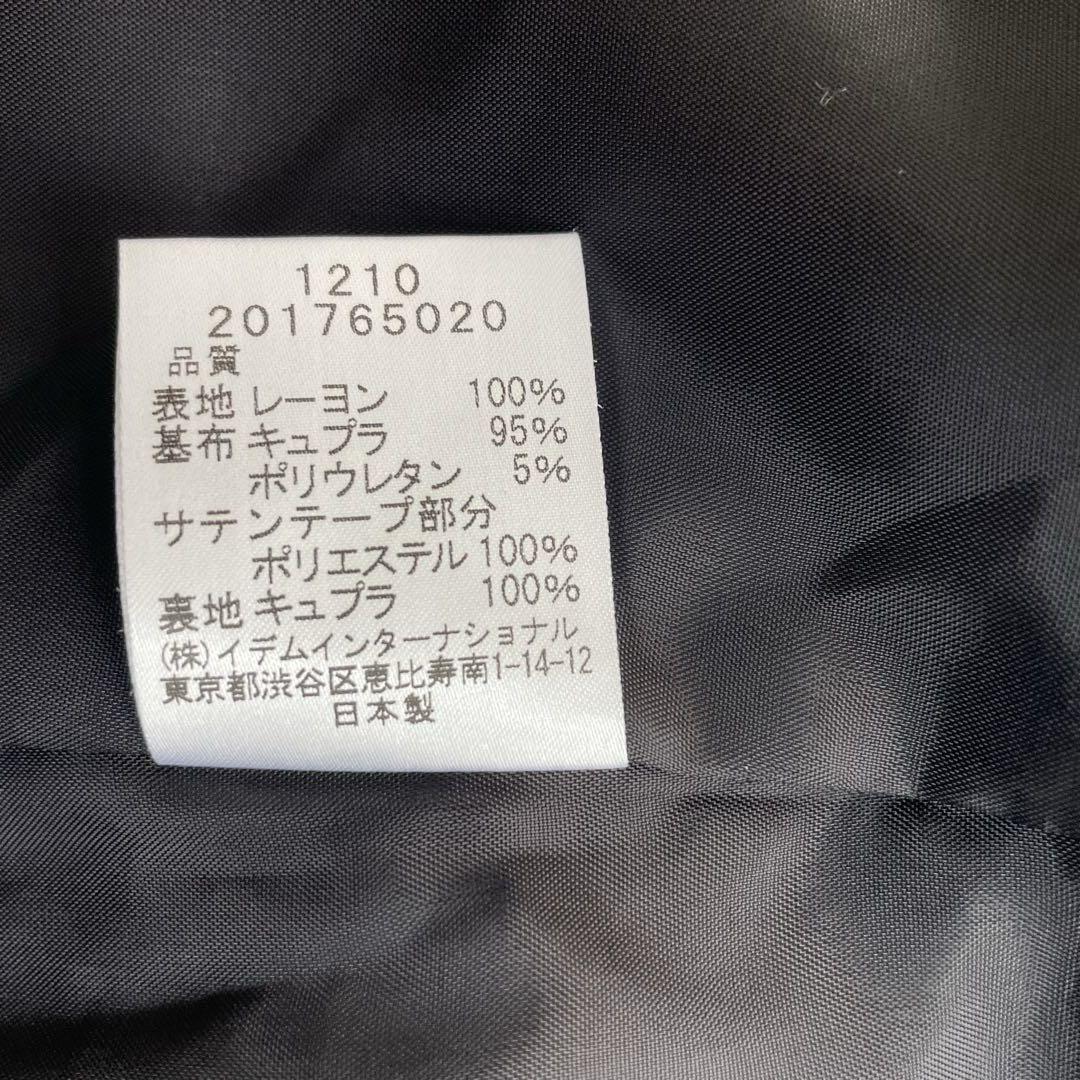 1210
201765020
品質
表地 レーヨン 100%
基布 キュプラ 95%
ポリウレタン 5%
サテンテープ部分
ポリエステル 100%
裏地 キュプラ 100%
(株)イデムインターナショナル
東京都渋谷区恵比寿南1-14-12
日本製